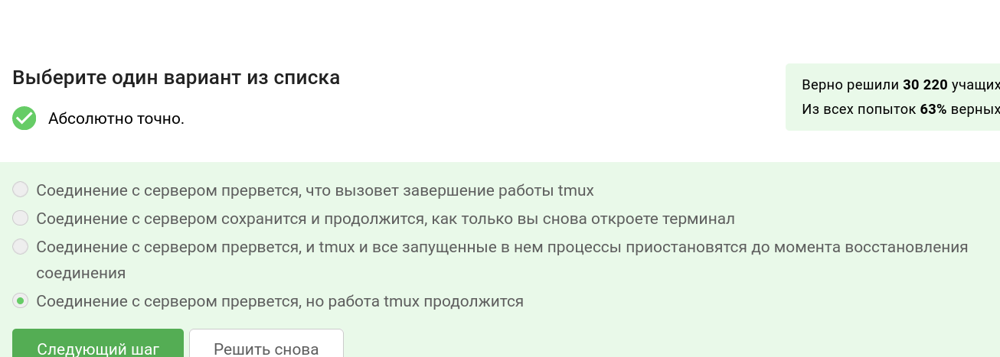 Выберите один вариант из списка
Верно решили 30 220 учащих
Абсолютно точно.
Из всех попыток 63% верных
Соединение с сервером прервется, что вызовет завершение работы tmux
Соединение с сервером сохранится и продолжится, как только вы снова откроете терминал
Соединение с сервером прервется, и tmux и все запущенные в нем процессы приостановятся до момента восстановления
соединения
Соединение с сервером прервется, но работа tmux продолжится
Следующий шаг
Решить снова